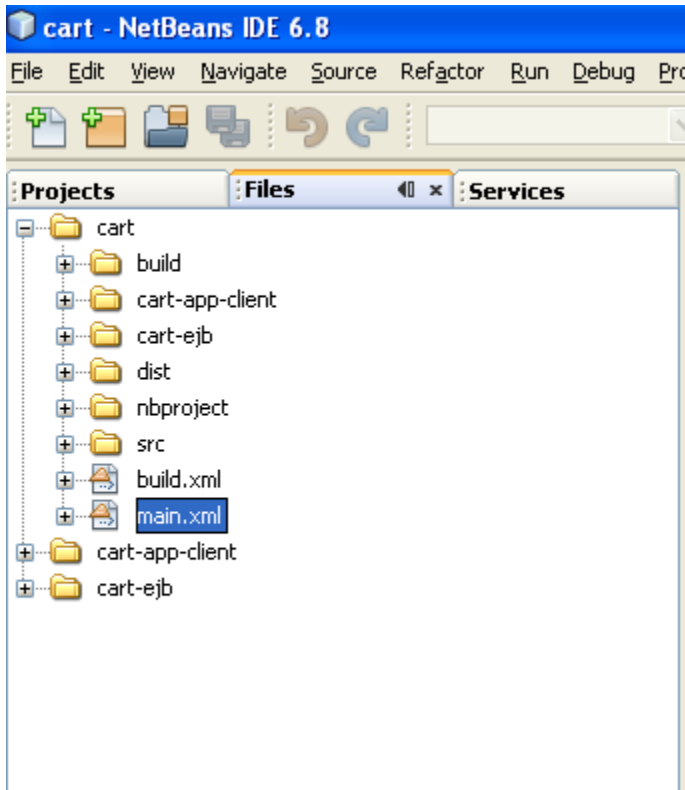 cart - NetBeans IDE 6.8
File Edit View Navigate Source Refactor Run Debug
Projects Files Services
cart
build
cart-app-client
cart-ejb
dist
nbproject
src
build.xml
main.xml
cart-app-client
cart-ejb